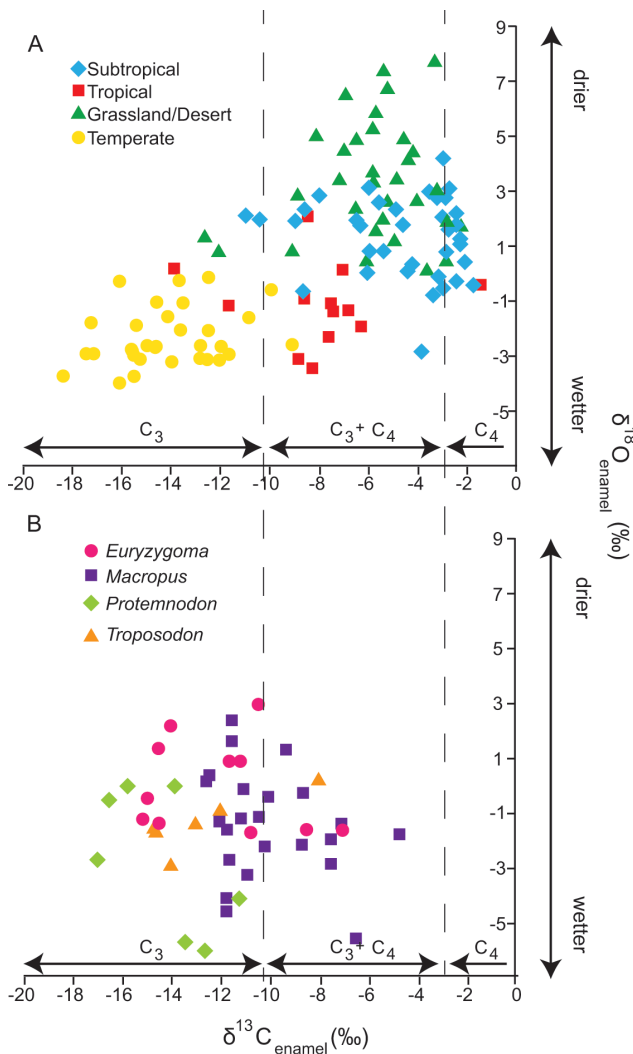 A
Subtropical
Tropical
Grassland/Desert
Temperate
9
7
5
3
1
-1
-3
-5
drier
wetter
C3
C3+ C4
C4
-20 -18 -16 -14 -12 -10 -8 -6 -4 -2 0
δ18Oenamel (‰)
B
Euryzygoma
Macropus
Protemnodon
Troposodon
9
7
5
3
1
-1
-3
-5
drier
wetter
C3
C3+ C4
C4
-20 -18 -16 -14 -12 -10 -8 -6 -4 -2 0
δ13Cenamel (‰)